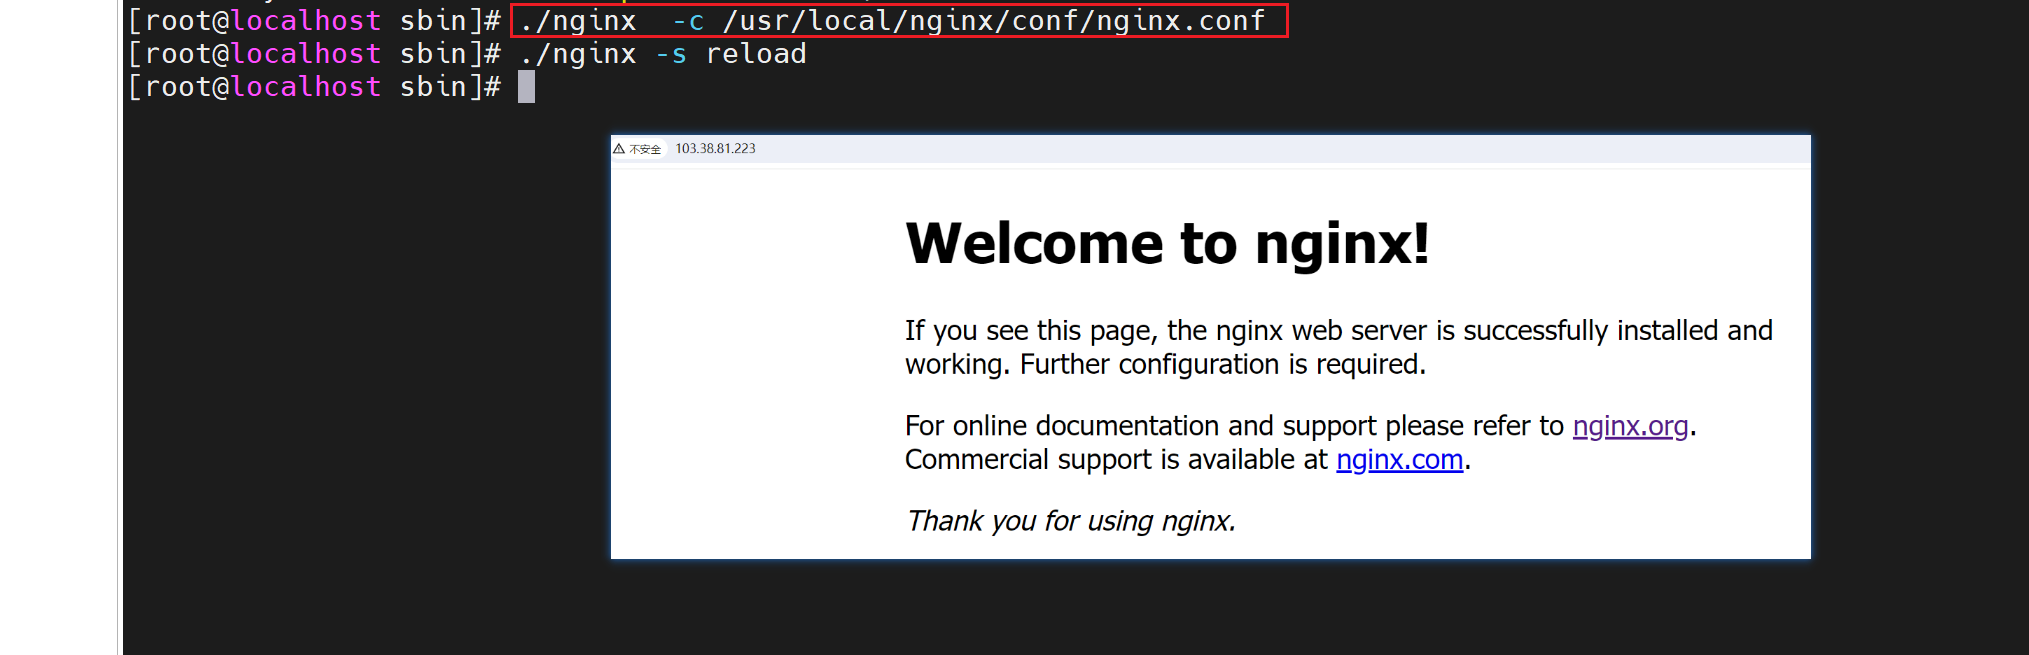 [root@localhost sbin]# ./nginx  -c /usr/local/nginx/conf/nginx.conf
[root@localhost sbin]# ./nginx -s reload
[root@localhost sbin]#
不安全 103.38.81.223
Welcome to nginx!
If you see this page, the nginx web server is successfully installed and
working. Further configuration is required.
For online documentation and support please refer to nginx.org.
Commercial support is available at nginx.com.
Thank you for using nginx.